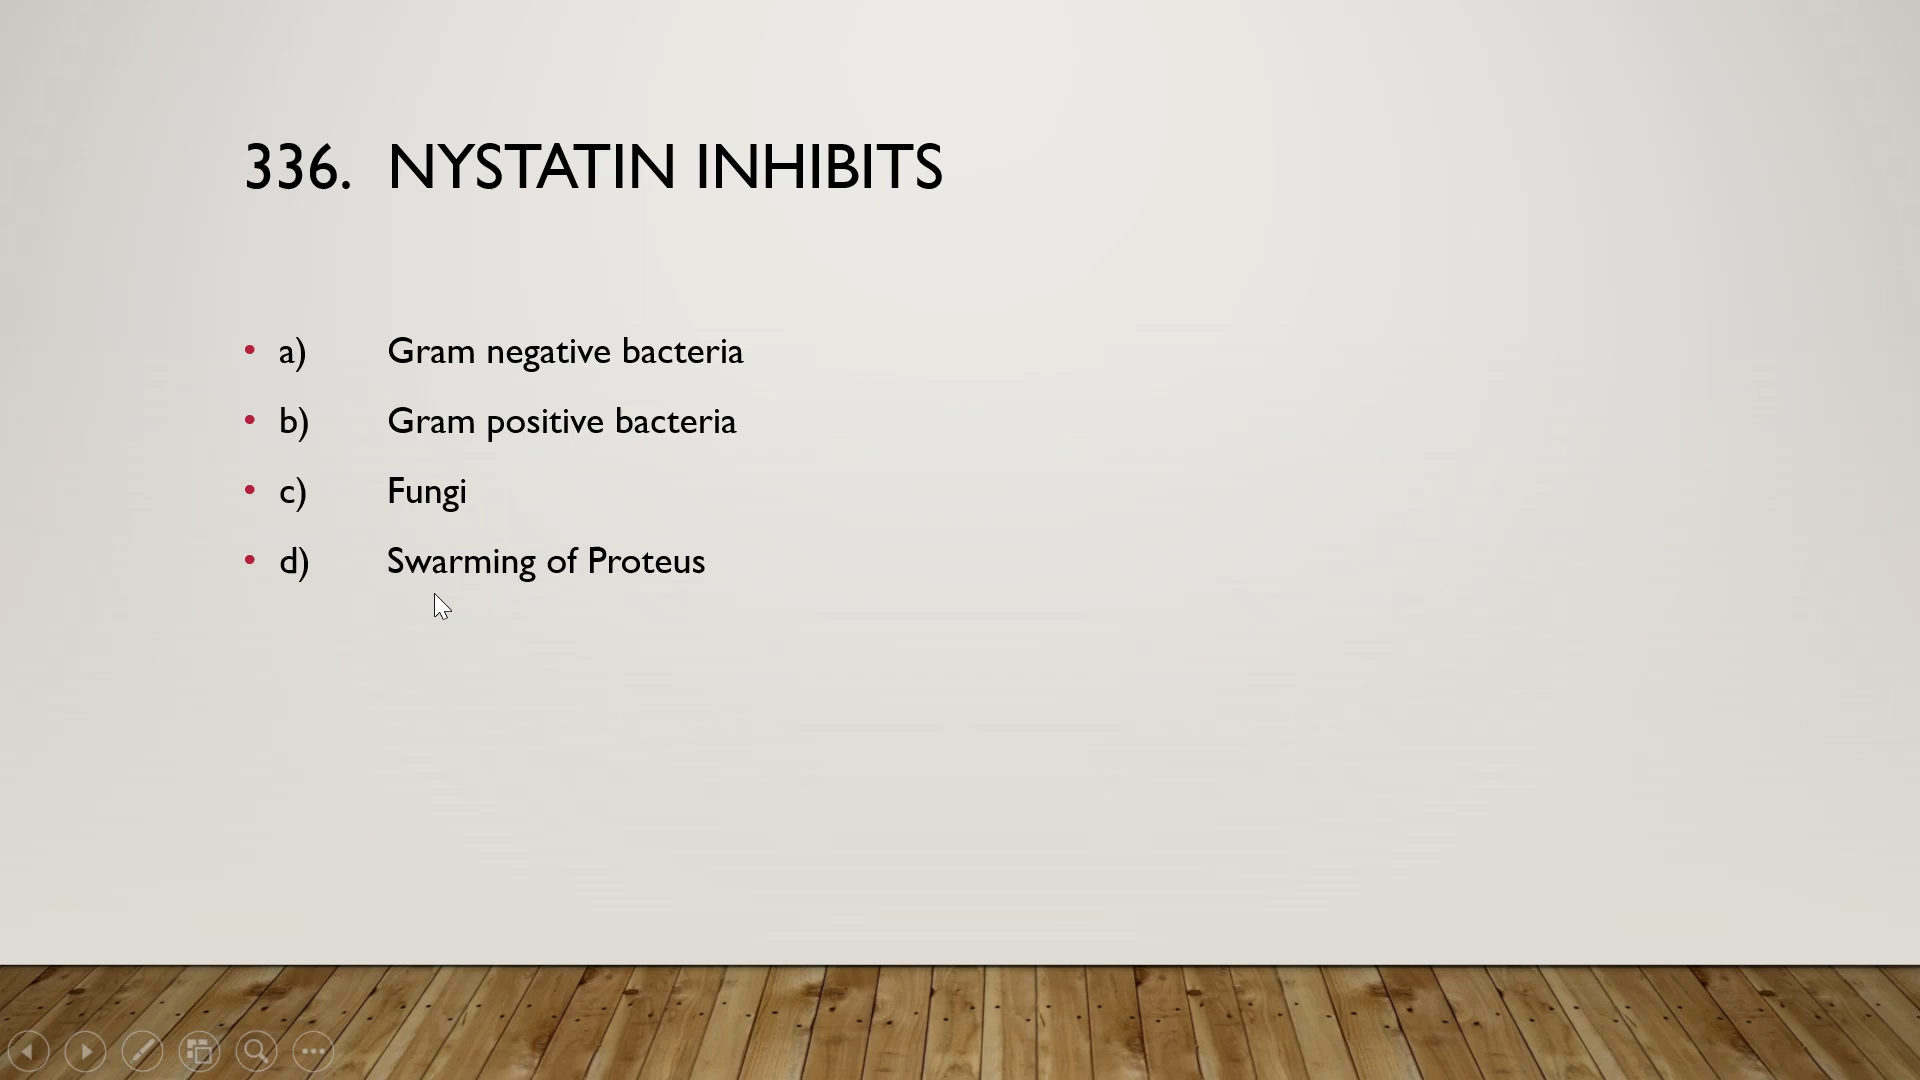 336. NYSTATIN INHIBITS
• a) Gram negative bacteria
• b) Gram positive bacteria
• c) Fungi
• d) Swarming of Proteus